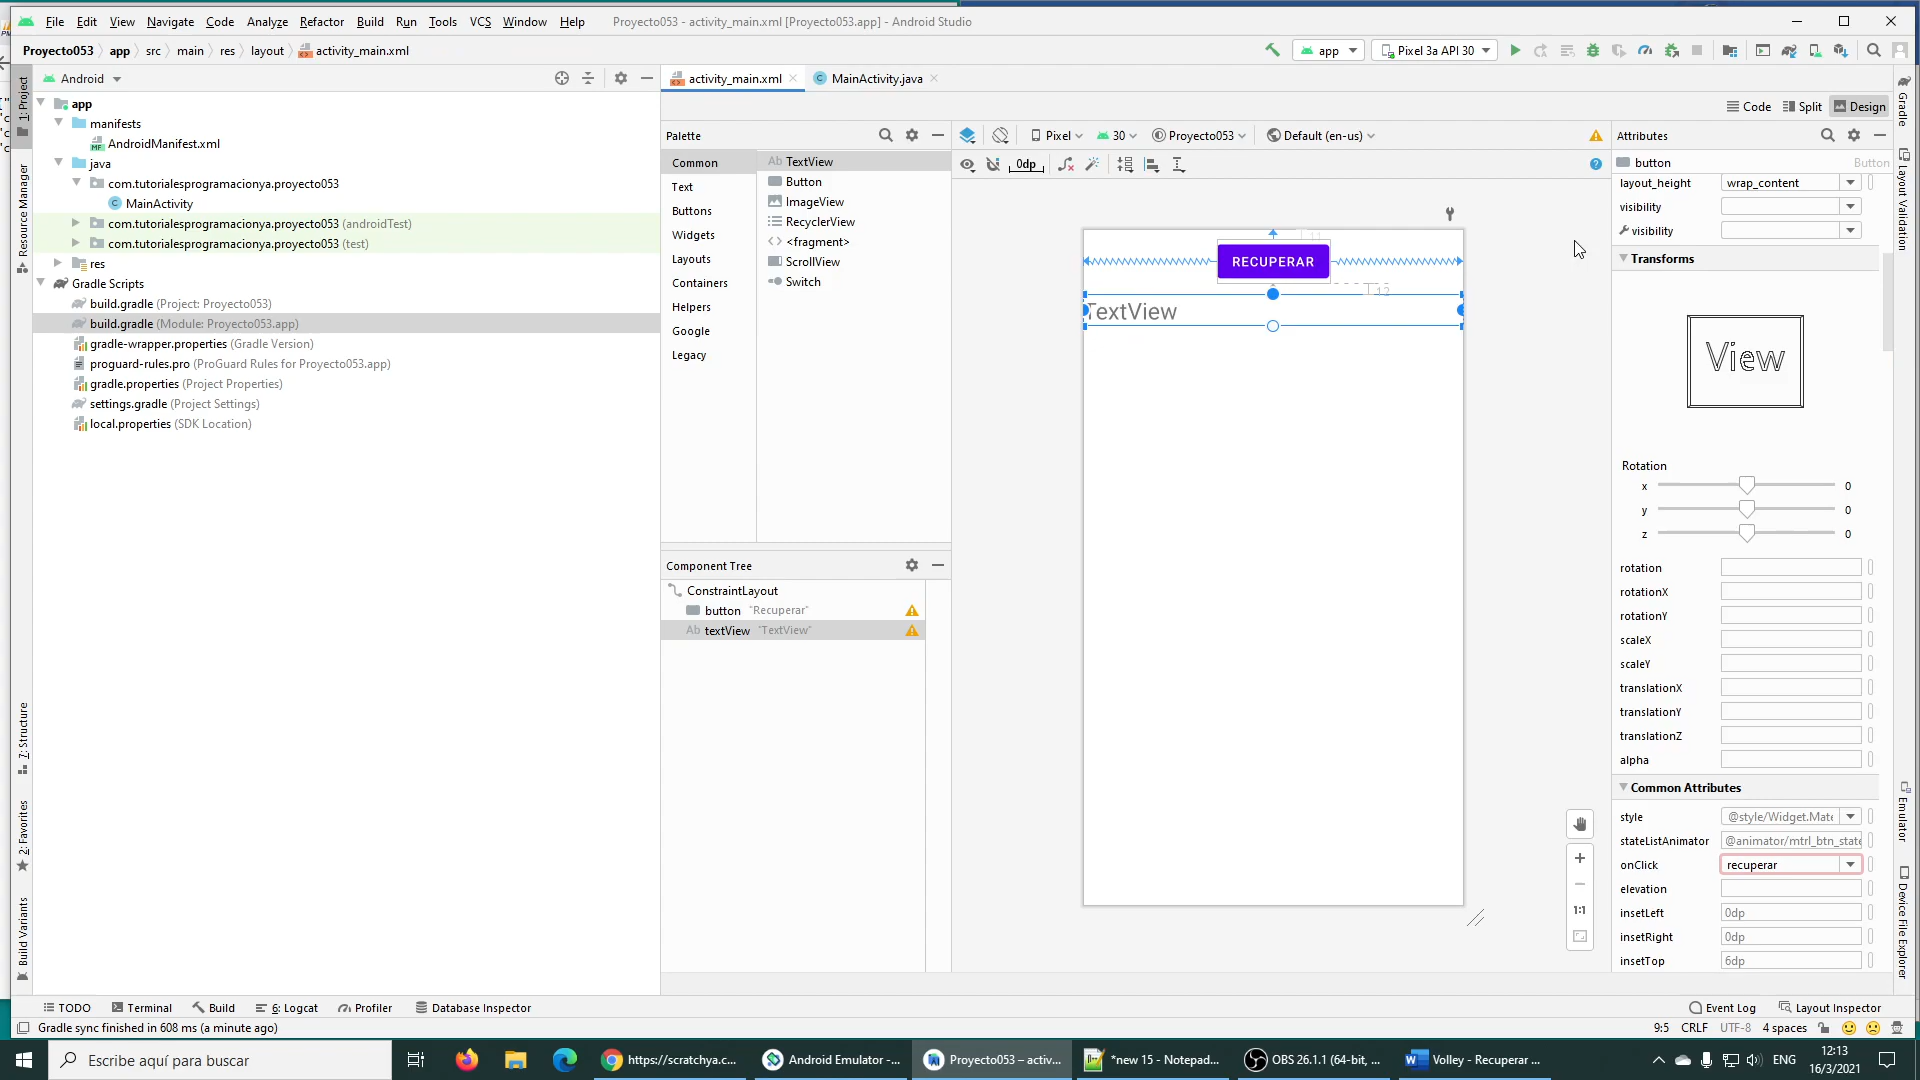 File Edit View Navigate Code Analyze Refactor Build Run Tools VCS Window Help Proyecto053 - activity_main.xml [Proyecto053.app] - Android Studio
Proyecto053 app src main res layout activity_main.xml
app Pixel 3a API 30
Android
activity_main.xml MainActivity.java
Code Split Design
1: Project
Resource Manager
7: Structure
2: Favorites
Build Variants
app
manifests
AndroidManifest.xml
java
com.tutorialesprogramacionya.proyecto053
MainActivity
com.tutorialesprogramacionya.proyecto053 (androidTest)
com.tutorialesprogramacionya.proyecto053 (test)
res
Gradle Scripts
build.gradle (Project: Proyecto053)
build.gradle (Module: Proyecto053.app)
gradle-wrapper.properties (Gradle Version)
proguard-rules.pro (ProGuard Rules for Proyecto053.app)
gradle.properties (Project Properties)
settings.gradle (Project Settings)
local.properties (SDK Location)
Palette
Common
Text
Buttons
Widgets
Layouts
Containers
Helpers
Google
Legacy
Ab TextView
Button
ImageView
RecyclerView
<fragment>
ScrollView
Switch
Component Tree
ConstraintLayout
button "Recuperar"
Ab textView "TextView"
Pixel 30 Proyecto053 Default (en-us)
0dp
RECUPERAR
TextView
1:1
Attributes
button Button
layout_height wrap_content
visibility
visibility
Transforms
View
Rotation
x 0
y 0
z 0
rotation
rotationX
rotationY
scaleX
scaleY
translationX
translationY
translationZ
alpha
Common Attributes
style @style/Widget.Mate
stateListAnimator @animator/mtrl_btn_state
onClick recuperar
elevation
insetLeft 0dp
insetRight 0dp
insetTop 6dp
Gradle
Layout Validation
Emulator
Device File Explorer
TODO Terminal Build 6: Logcat Profiler Database Inspector Event Log Layout Inspector
Gradle sync finished in 608 ms (a minute ago) 9:5 CRLF UTF-8 4 spaces
Escribe aquí para buscar
https://scratchya.c...
Android Emulator -...
Proyecto053 – activ...
*new 15 - Notepad...
OBS 26.1.1 (64-bit, ...
Volley - Recuperar ...
ENG
12:13
16/3/2021